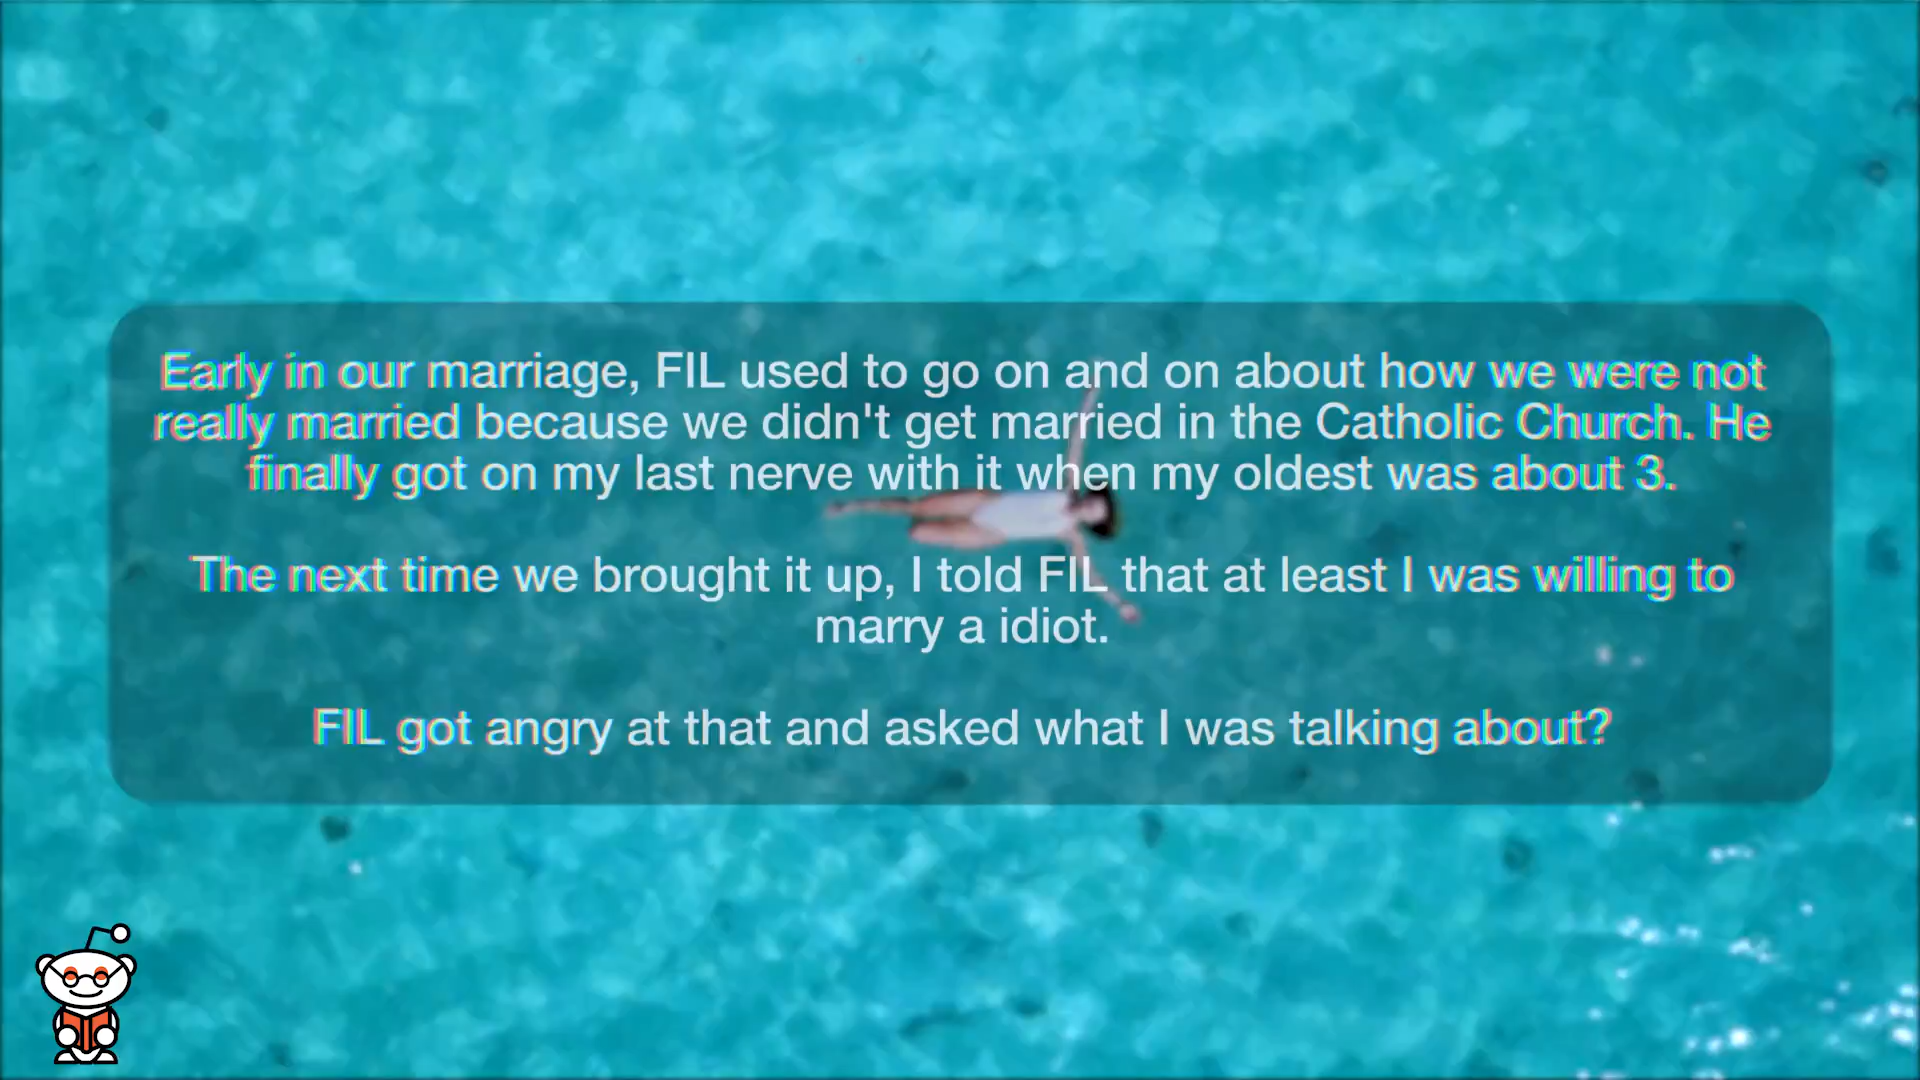 Early in our marriage, FIL used to go on and on about how we were not
really married because we didn't get married in the Catholic Church. He
finally got on my last nerve with it when my oldest was about 3.
The next time we brought it up, I told FIL that at least I was willing to
marry a idiot.
FIL got angry at that and asked what I was talking about?